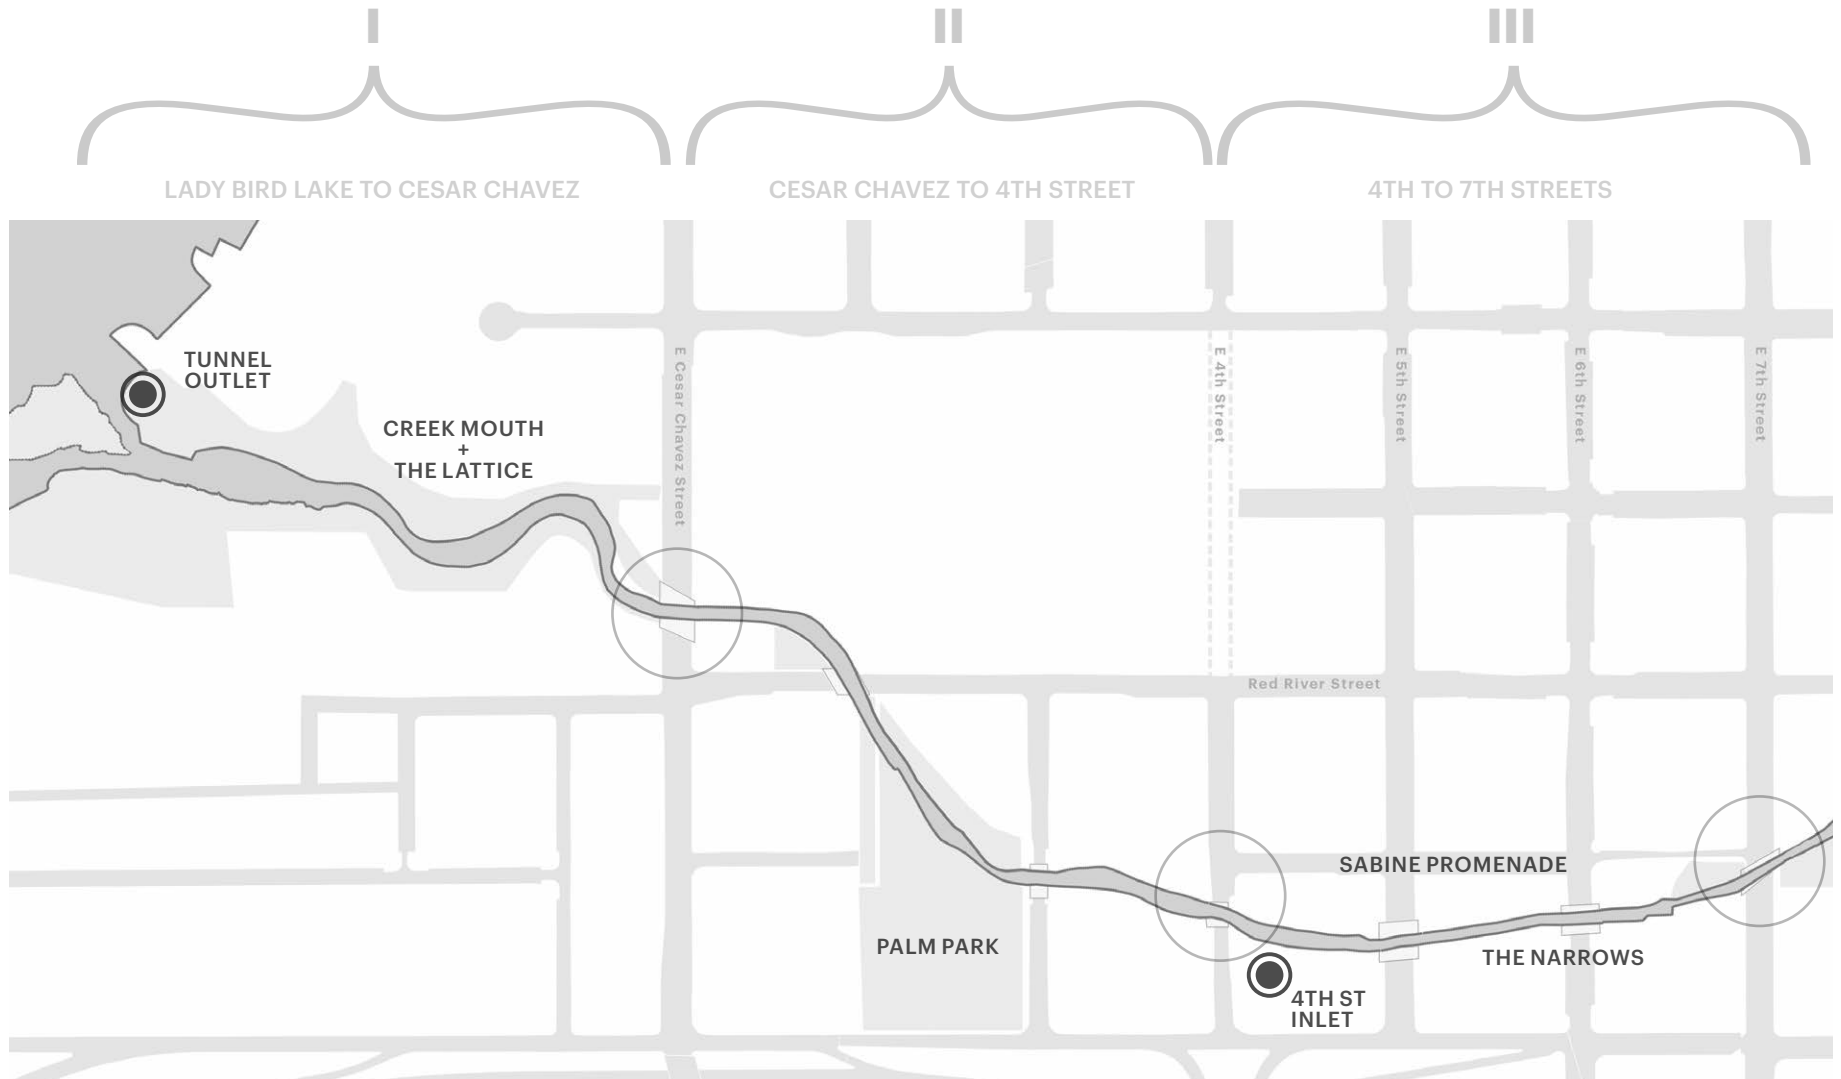 I
II
III
LADY BIRD LAKE TO CESAR CHAVEZ
CESAR CHAVEZ TO 4TH STREET
4TH TO 7TH STREETS
TUNNEL
OUTLET
CREEK MOUTH
+
THE LATTICE
E Cesar Chavez Street
E 4th Street
E 5th Street
E 6th Street
E 7th Street
Red River Street
SABINE PROMENADE
PALM PARK
THE NARROWS
4TH ST
INLET